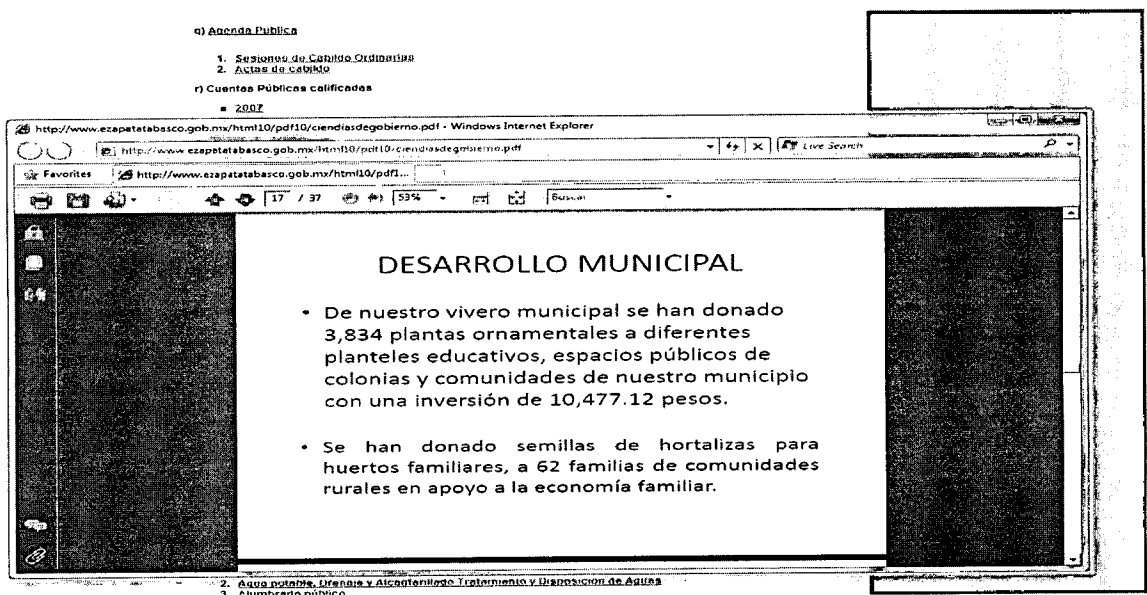 q) Agenda Publica
1. Sesiones de Cabildo Ordinarias
2. Actas de cabildo
r) Cuentas Públicas calificadas
▪ 2007
http://www.ezapatatabasco.gob.mx/html10/pdf10/ciendiasdegobierno.pdf - Windows Internet Explorer
http://www.ezapatatabasco.gob.mx/html10/pdf10/ciendiasdegobierno.pdf
Live Search
Favorites
http://www.ezapatatabasco.gob.mx/html10/pdf1...
17 / 37
53%
Buscar
DESARROLLO MUNICIPAL
• De nuestro vivero municipal se han donado
3,834 plantas ornamentales a diferentes
planteles educativos, espacios públicos de
colonias y comunidades de nuestro municipio
con una inversión de 10,477.12 pesos.
• Se han donado semillas de hortalizas para
huertos familiares, a 62 familias de comunidades
rurales en apoyo a la economía familiar.
2. Agua potable, Drenaje y Alcantarillado Tratamiento y Disposicion de Aguas
3. Alumbrado público